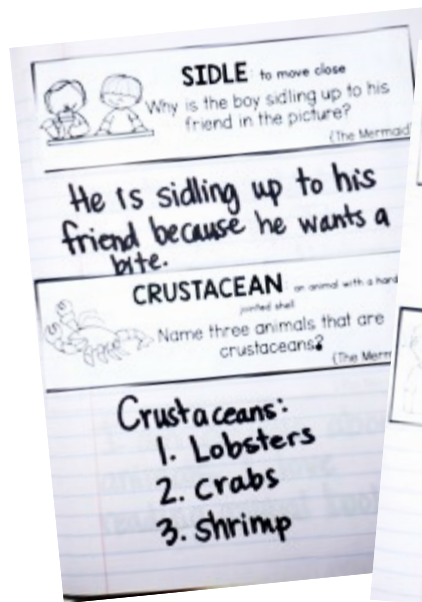 SIDLE to move close
Why is the boy sidling up to his
friend in the picture?
(The Mermaid
He is sidling up to his
friend because he wants a
bite.
CRUSTACEAN an animal with a hard
jointed shell
Name three animals that are
crustaceans?
(The Merm
Crustaceans:
1. Lobsters
2. crabs
3. shrimp